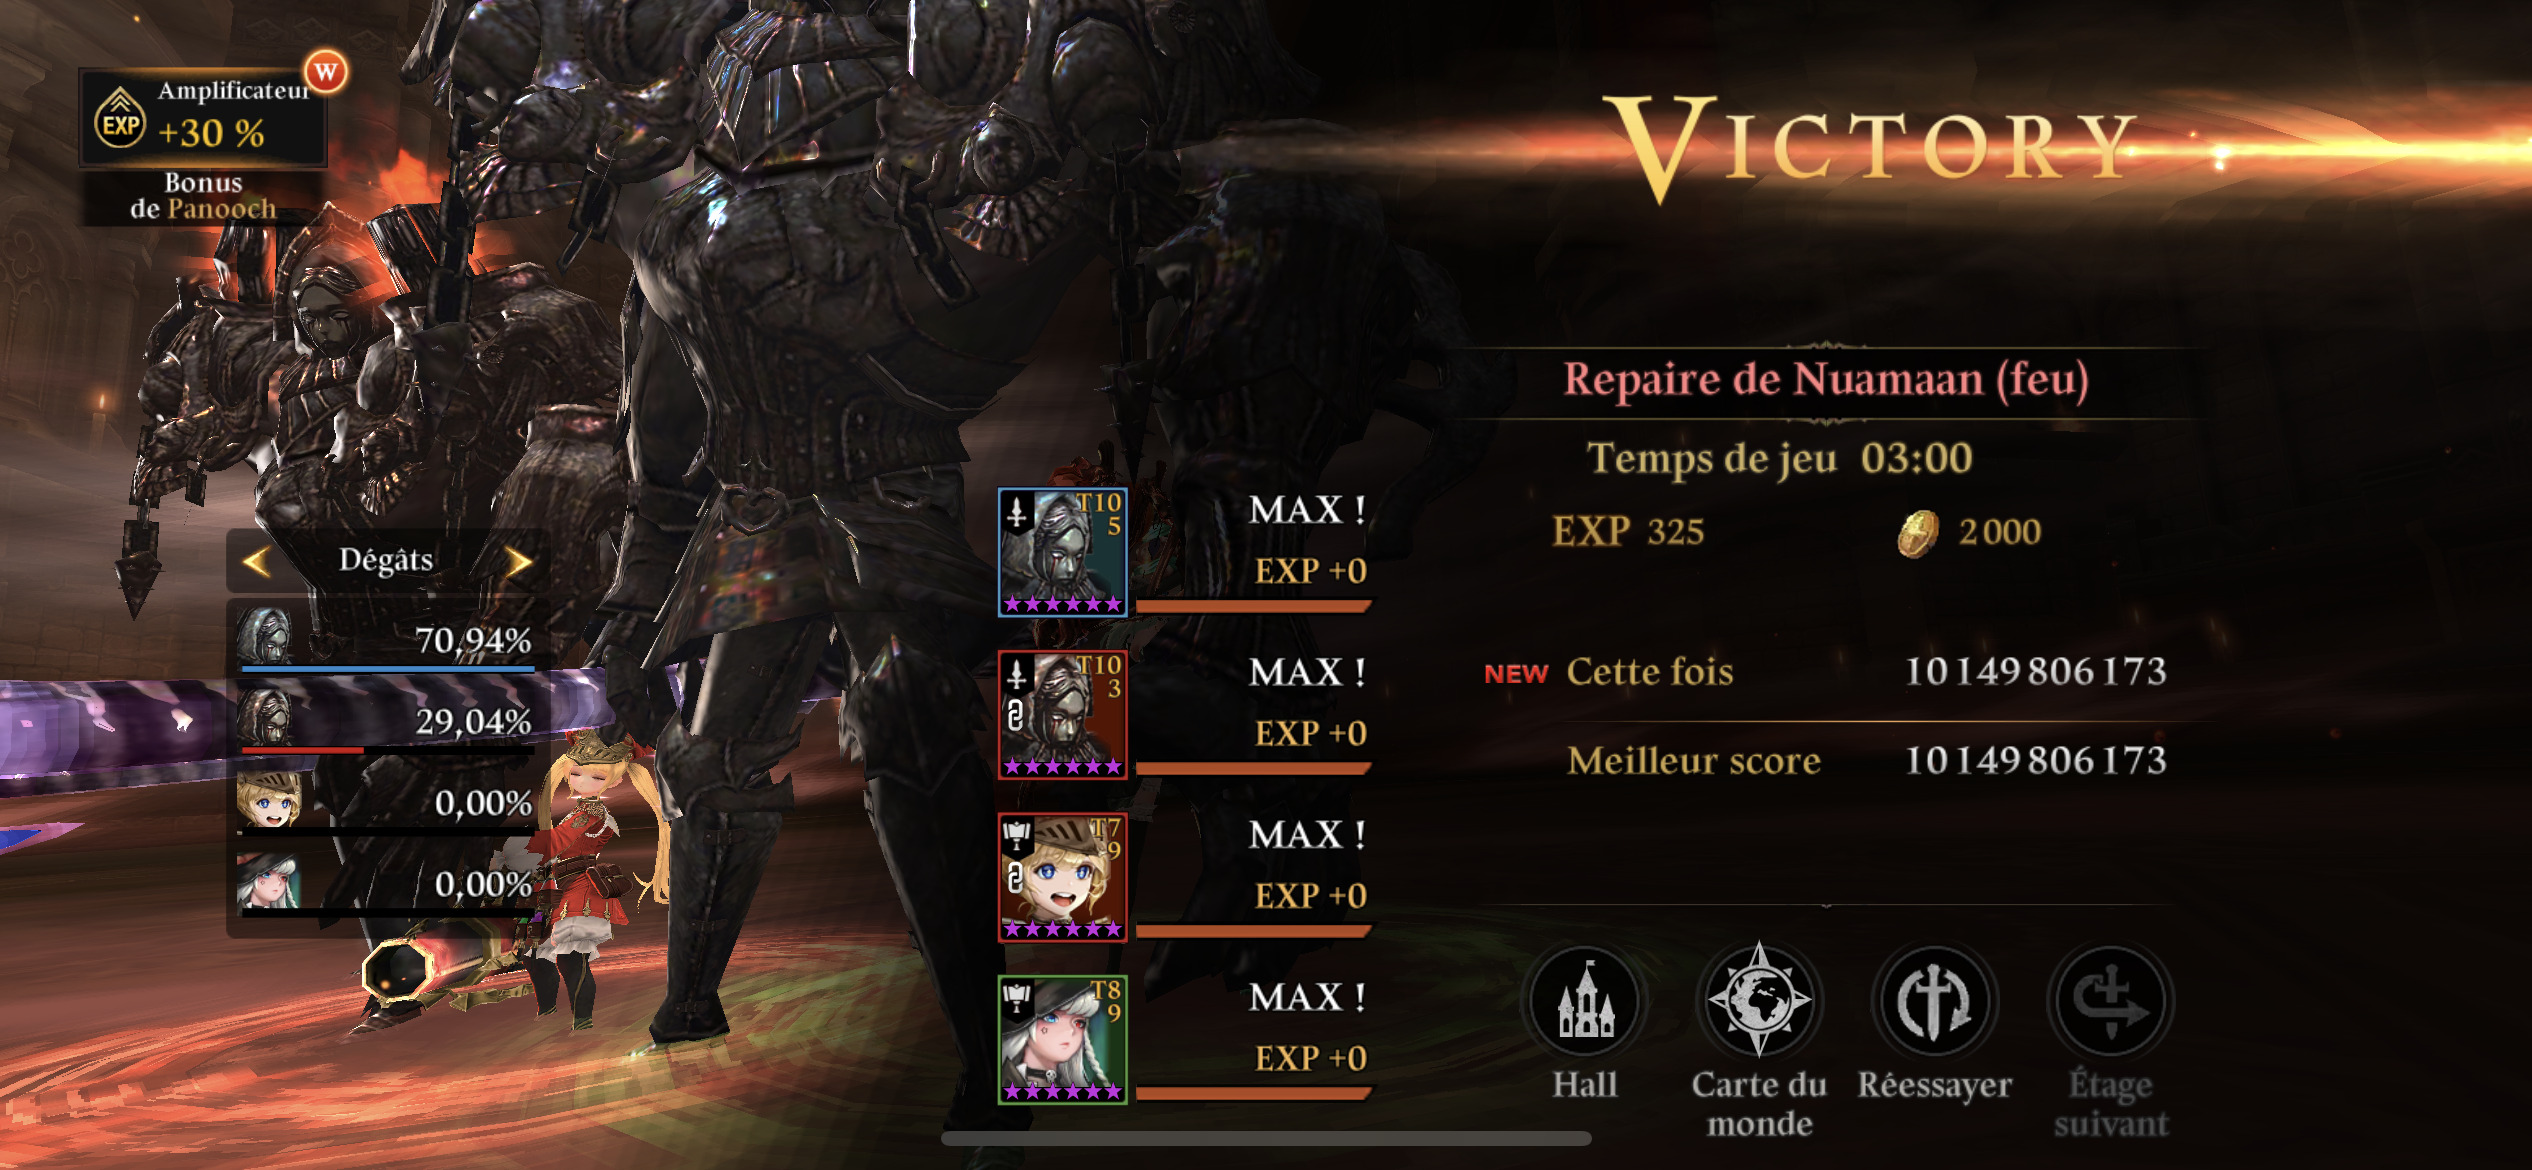 W
Amplificateur
EXP +30 %
Bonus
de Panooch
VICTORY
Repaire de Nuamaan (feu)
Temps de jeu 03:00
EXP 325 2 000
NEW Cette fois 10 149 806 173
Meilleur score 10 149 806 173
Dégâts
70,94%
29,04%
0,00%
0,00%
T10
5
MAX !
EXP +0
T10
3
MAX !
EXP +0
T7
9
MAX !
EXP +0
T8
9
MAX !
EXP +0
Hall
Carte du
monde
Réessayer
Étage
suivant